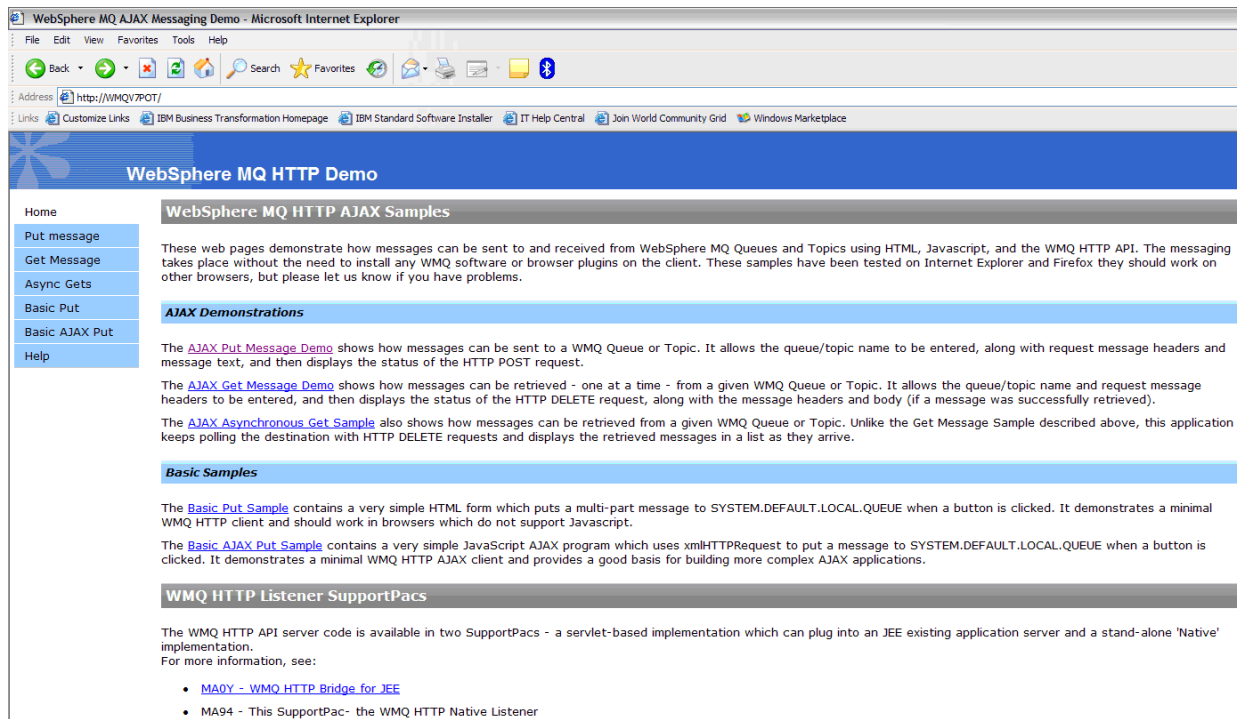 WebSphere MQ AJAX Messaging Demo - Microsoft Internet Explorer
File Edit View Favorites Tools Help
Back Search Favorites
Address http://WMQV7POT/
Links Customize Links IBM Business Transformation Homepage IBM Standard Software Installer IT Help Central Join World Community Grid Windows Marketplace
WebSphere MQ HTTP Demo
Home
Put message
Get Message
Async Gets
Basic Put
Basic AJAX Put
Help
WebSphere MQ HTTP AJAX Samples
These web pages demonstrate how messages can be sent to and received from WebSphere MQ Queues and Topics using HTML, Javascript, and the WMQ HTTP API. The messaging
takes place without the need to install any WMQ software or browser plugins on the client. These samples have been tested on Internet Explorer and Firefox they should work on
other browsers, but please let us know if you have problems.
AJAX Demonstrations
The AJAX Put Message Demo shows how messages can be sent to a WMQ Queue or Topic. It allows the queue/topic name to be entered, along with request message headers and
message text, and then displays the status of the HTTP POST request.
The AJAX Get Message Demo shows how messages can be retrieved - one at a time - from a given WMQ Queue or Topic. It allows the queue/topic name and request message
headers to be entered, and then displays the status of the HTTP DELETE request, along with the message headers and body (if a message was successfully retrieved).
The AJAX Asynchronous Get Sample also shows how messages can be retrieved from a given WMQ Queue or Topic. Unlike the Get Message Sample described above, this application
keeps polling the destination with HTTP DELETE requests and displays the retrieved messages in a list as they arrive.
Basic Samples
The Basic Put Sample contains a very simple HTML form which puts a multi-part message to SYSTEM.DEFAULT.LOCAL.QUEUE when a button is clicked. It demonstrates a minimal
WMQ HTTP client and should work in browsers which do not support Javascript.
The Basic AJAX Put Sample contains a very simple JavaScript AJAX program which uses xmlHTTPRequest to put a message to SYSTEM.DEFAULT.LOCAL.QUEUE when a button is
clicked. It demonstrates a minimal WMQ HTTP AJAX client and provides a good basis for building more complex AJAX applications.
WMQ HTTP Listener SupportPacs
The WMQ HTTP API server code is available in two SupportPacs - a servlet-based implementation which can plug into an JEE existing application server and a stand-alone 'Native'
implementation.
For more information, see:
• MA0Y - WMQ HTTP Bridge for JEE
• MA94 - This SupportPac- the WMQ HTTP Native Listener